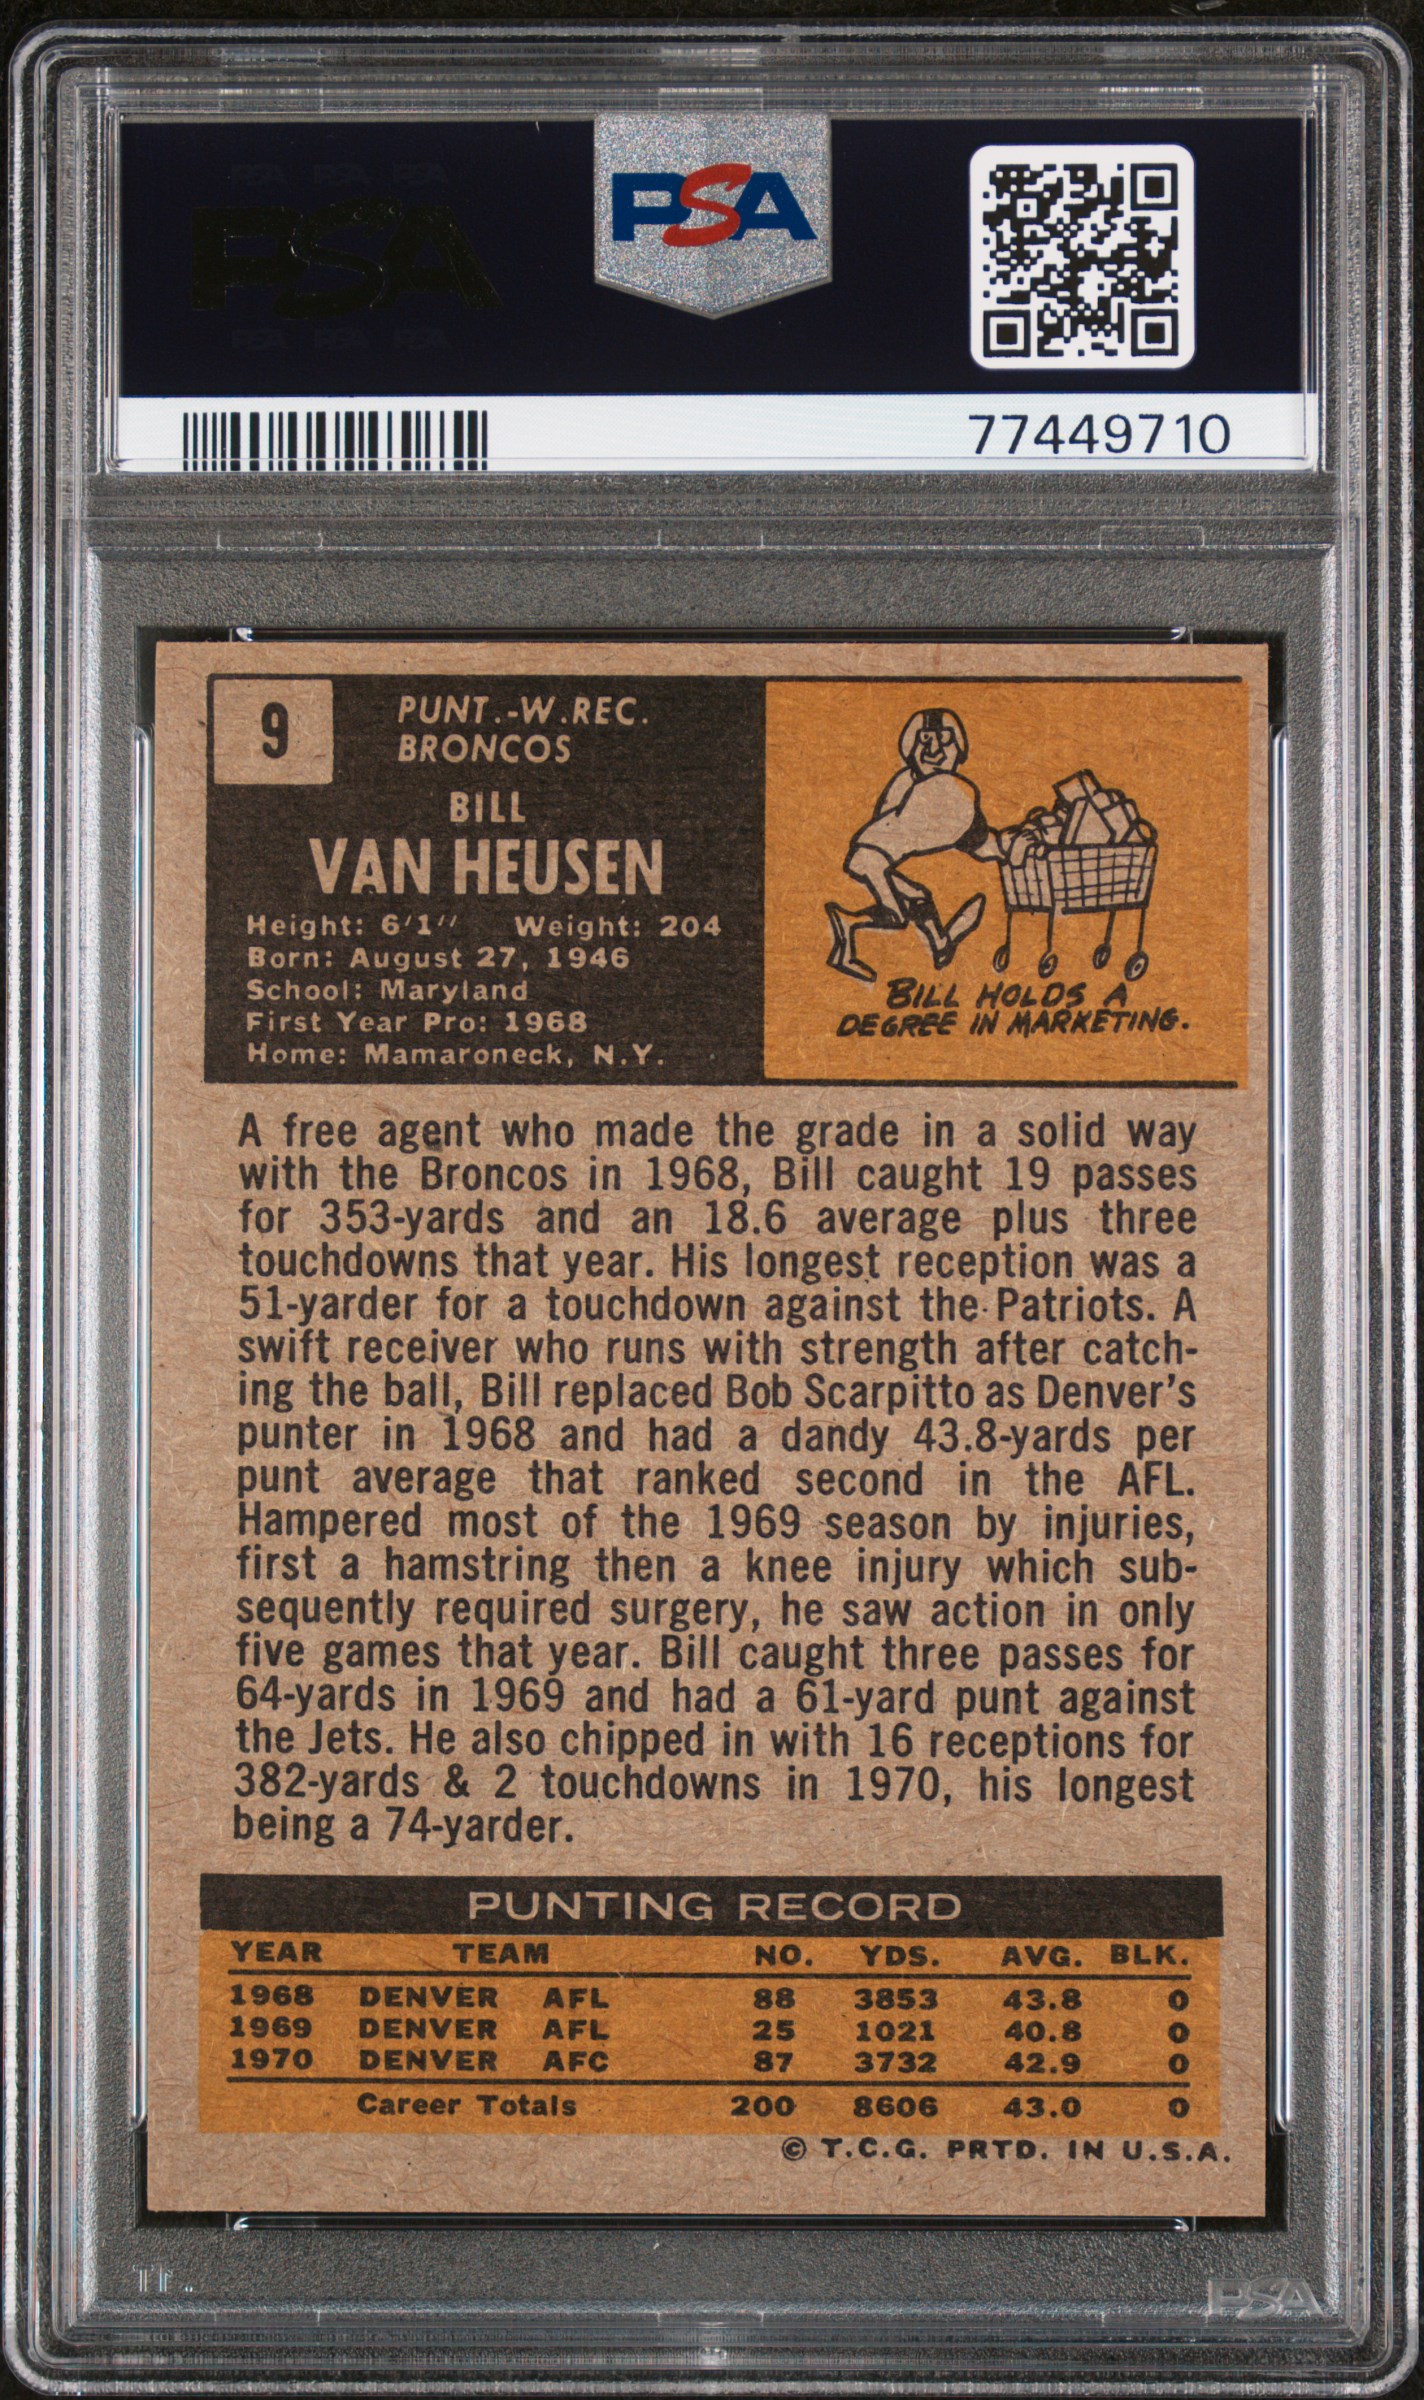 PSA PSA PSA
PSA
PSA PSA PSA
PSA
77449710
9
PUNT.-W.REC.
BRONCOS
BILL
VAN HEUSEN
Height: 6'1'' Weight: 204
Born: August 27, 1946
School: Maryland
First Year Pro: 1968
Home: Mamaroneck, N.Y.
BILL HOLDS A
DEGREE IN MARKETING.
A free agent who made the grade in a solid way
with the Broncos in 1968, Bill caught 19 passes
for 353-yards and an 18.6 average plus three
touchdowns that year. His longest reception was a
51-yarder for a touchdown against the Patriots. A
swift receiver who runs with strength after catch-
ing the ball, Bill replaced Bob Scarpitto as Denver's
punter in 1968 and had a dandy 43.8-yards per
punt average that ranked second in the AFL.
Hampered most of the 1969 season by injuries,
first a hamstring then a knee injury which sub-
sequently required surgery, he saw action in only
five games that year. Bill caught three passes for
64-yards in 1969 and had a 61-yard punt against
the Jets. He also chipped in with 16 receptions for
382-yards & 2 touchdowns in 1970, his longest
being a 74-yarder.
PUNTING RECORD
YEAR TEAM NO. YDS. AVG. BLK.
1968 DENVER AFL 88 3853 43.8 0
1969 DENVER AFL 25 1021 40.8 0
1970 DENVER AFC 87 3732 42.9 0
Career Totals 200 8606 43.0 0
© T.C.G. PRTD. IN U.S.A.
PSA